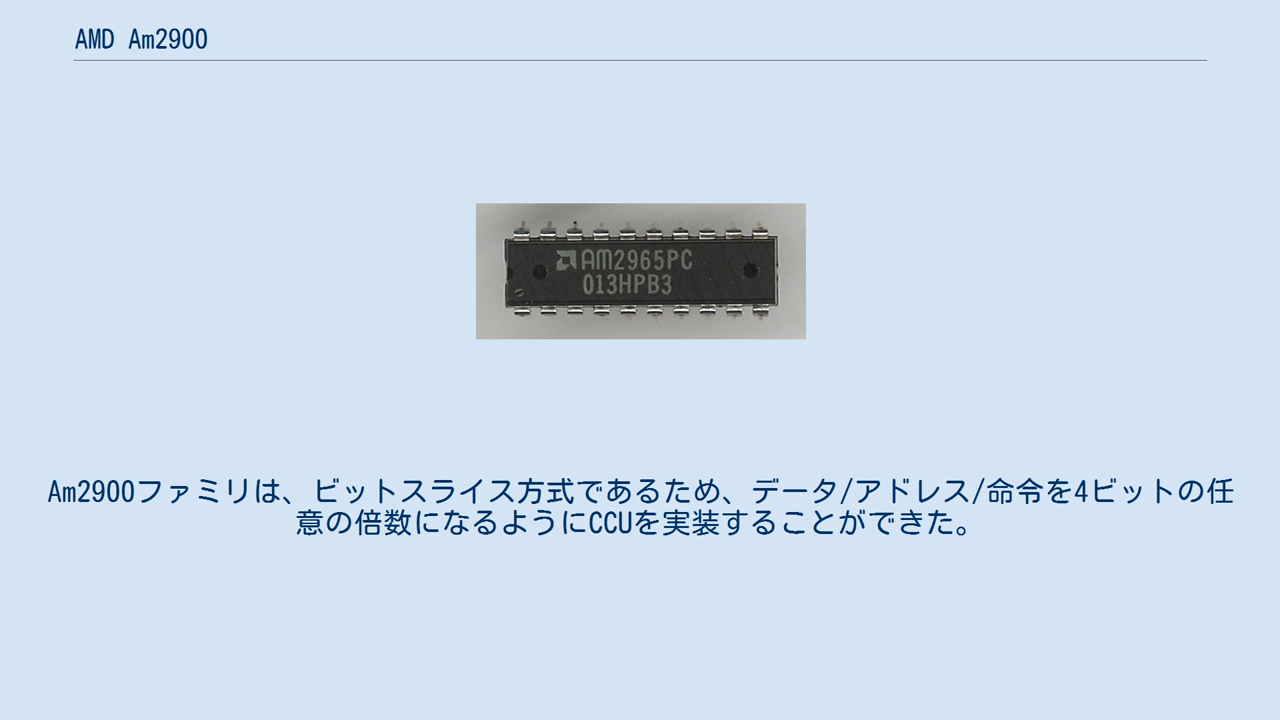 AMD Am2900
AM2965PC
013HPB3
Am2900ファミリは、ビットスライス方式であるため、データ/アドレス/命令を4ビットの任
意の倍数になるようにCCUを実装することができた。